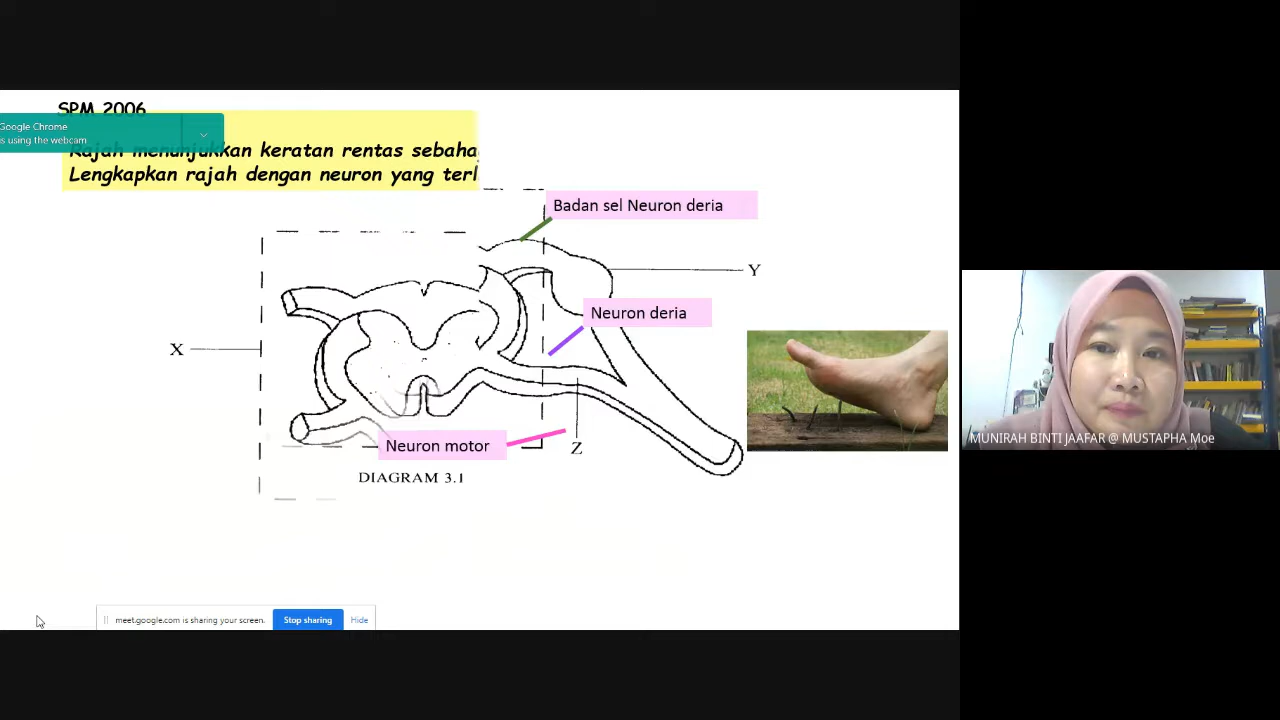 SPM 2006
Google Chrome
is using the webcam
Rajah menunjukkan keratan rentas sebaha
Lengkapkan rajah dengan neuron yang terl
Badan sel Neuron deria
Y
Neuron deria
X
Neuron motor
Z
DIAGRAM 3.1
MUNIRAH BINTI JAAFAR @ MUSTAPHA Moe
meet.google.com is sharing your screen.
Stop sharing
Hide